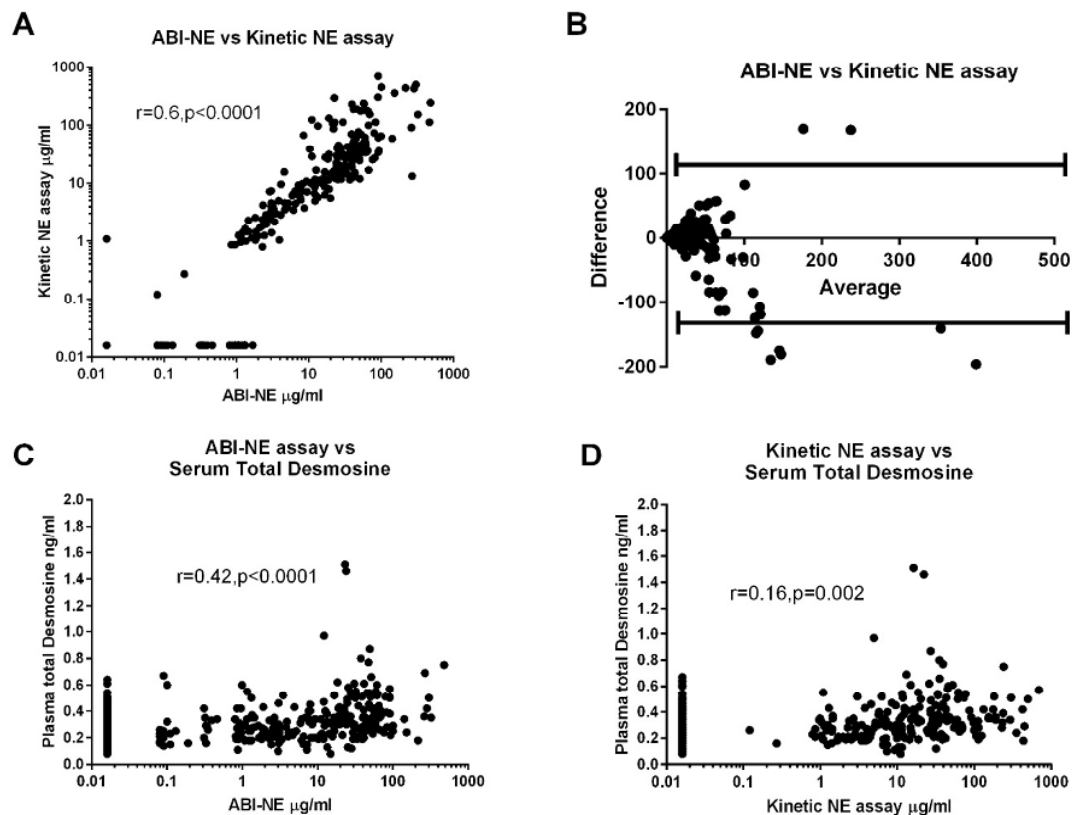 A
ABI-NE vs Kinetic NE assay
1000
100
10
1
0.1
0.01
Kinetic NE assay μg/ml
r=0.6,p<0.0001
0.01
0.1
1
10
100
1000
ABI-NE μg/ml
B
ABI-NE vs Kinetic NE assay
200
100
0
-100
-200
Difference
100
200
300
400
500
Average
C
ABI-NE assay vs
Serum Total Desmosine
2.0
1.8
1.6
1.4
1.2
1.0
0.8
0.6
0.4
0.2
0.0
Plasma total Desmosine ng/ml
r=0.42,p<0.0001
0.01
0.1
1
10
100
1000
ABI-NE μg/ml
D
Kinetic NE assay vs
Serum Total Desmosine
2.0
1.8
1.6
1.4
1.2
1.0
0.8
0.6
0.4
0.2
0.0
Plasma total Desmosine ng/ml
r=0.16,p=0.002
0.01
0.1
1
10
100
1000
Kinetic NE assay μg/ml